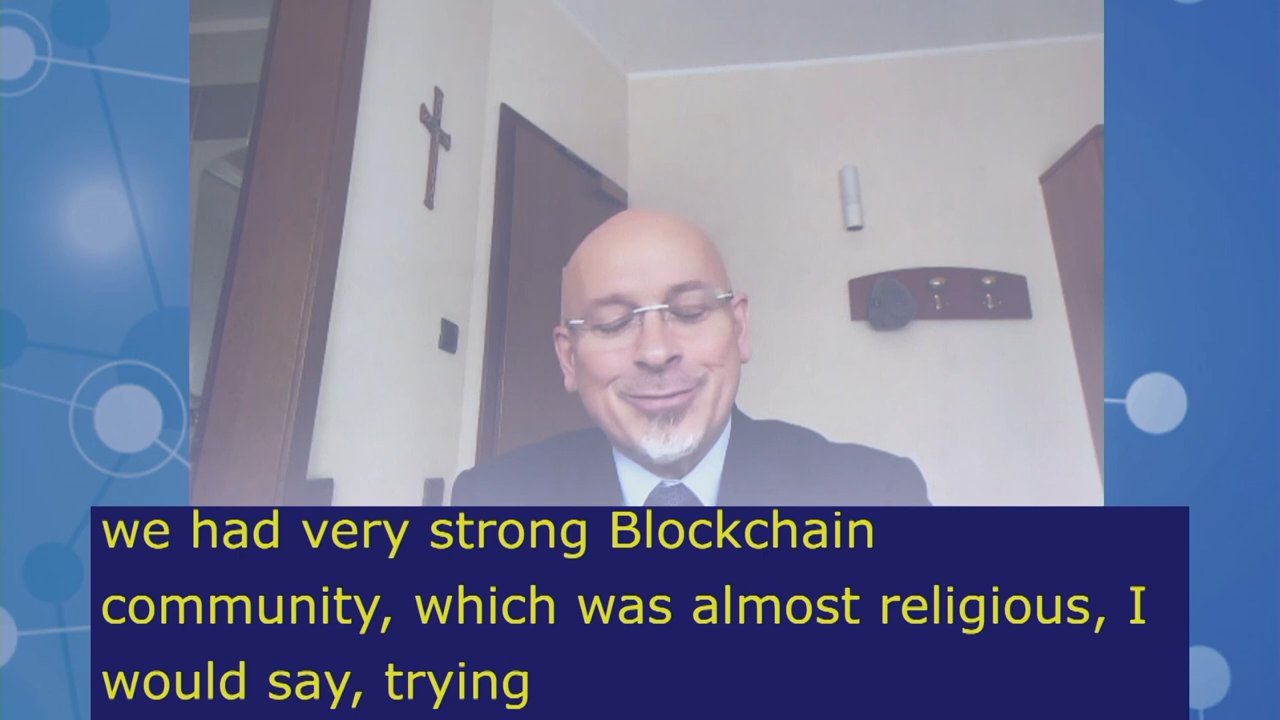 we had very strong Blockchain
community, which was almost religious, I
would say, trying